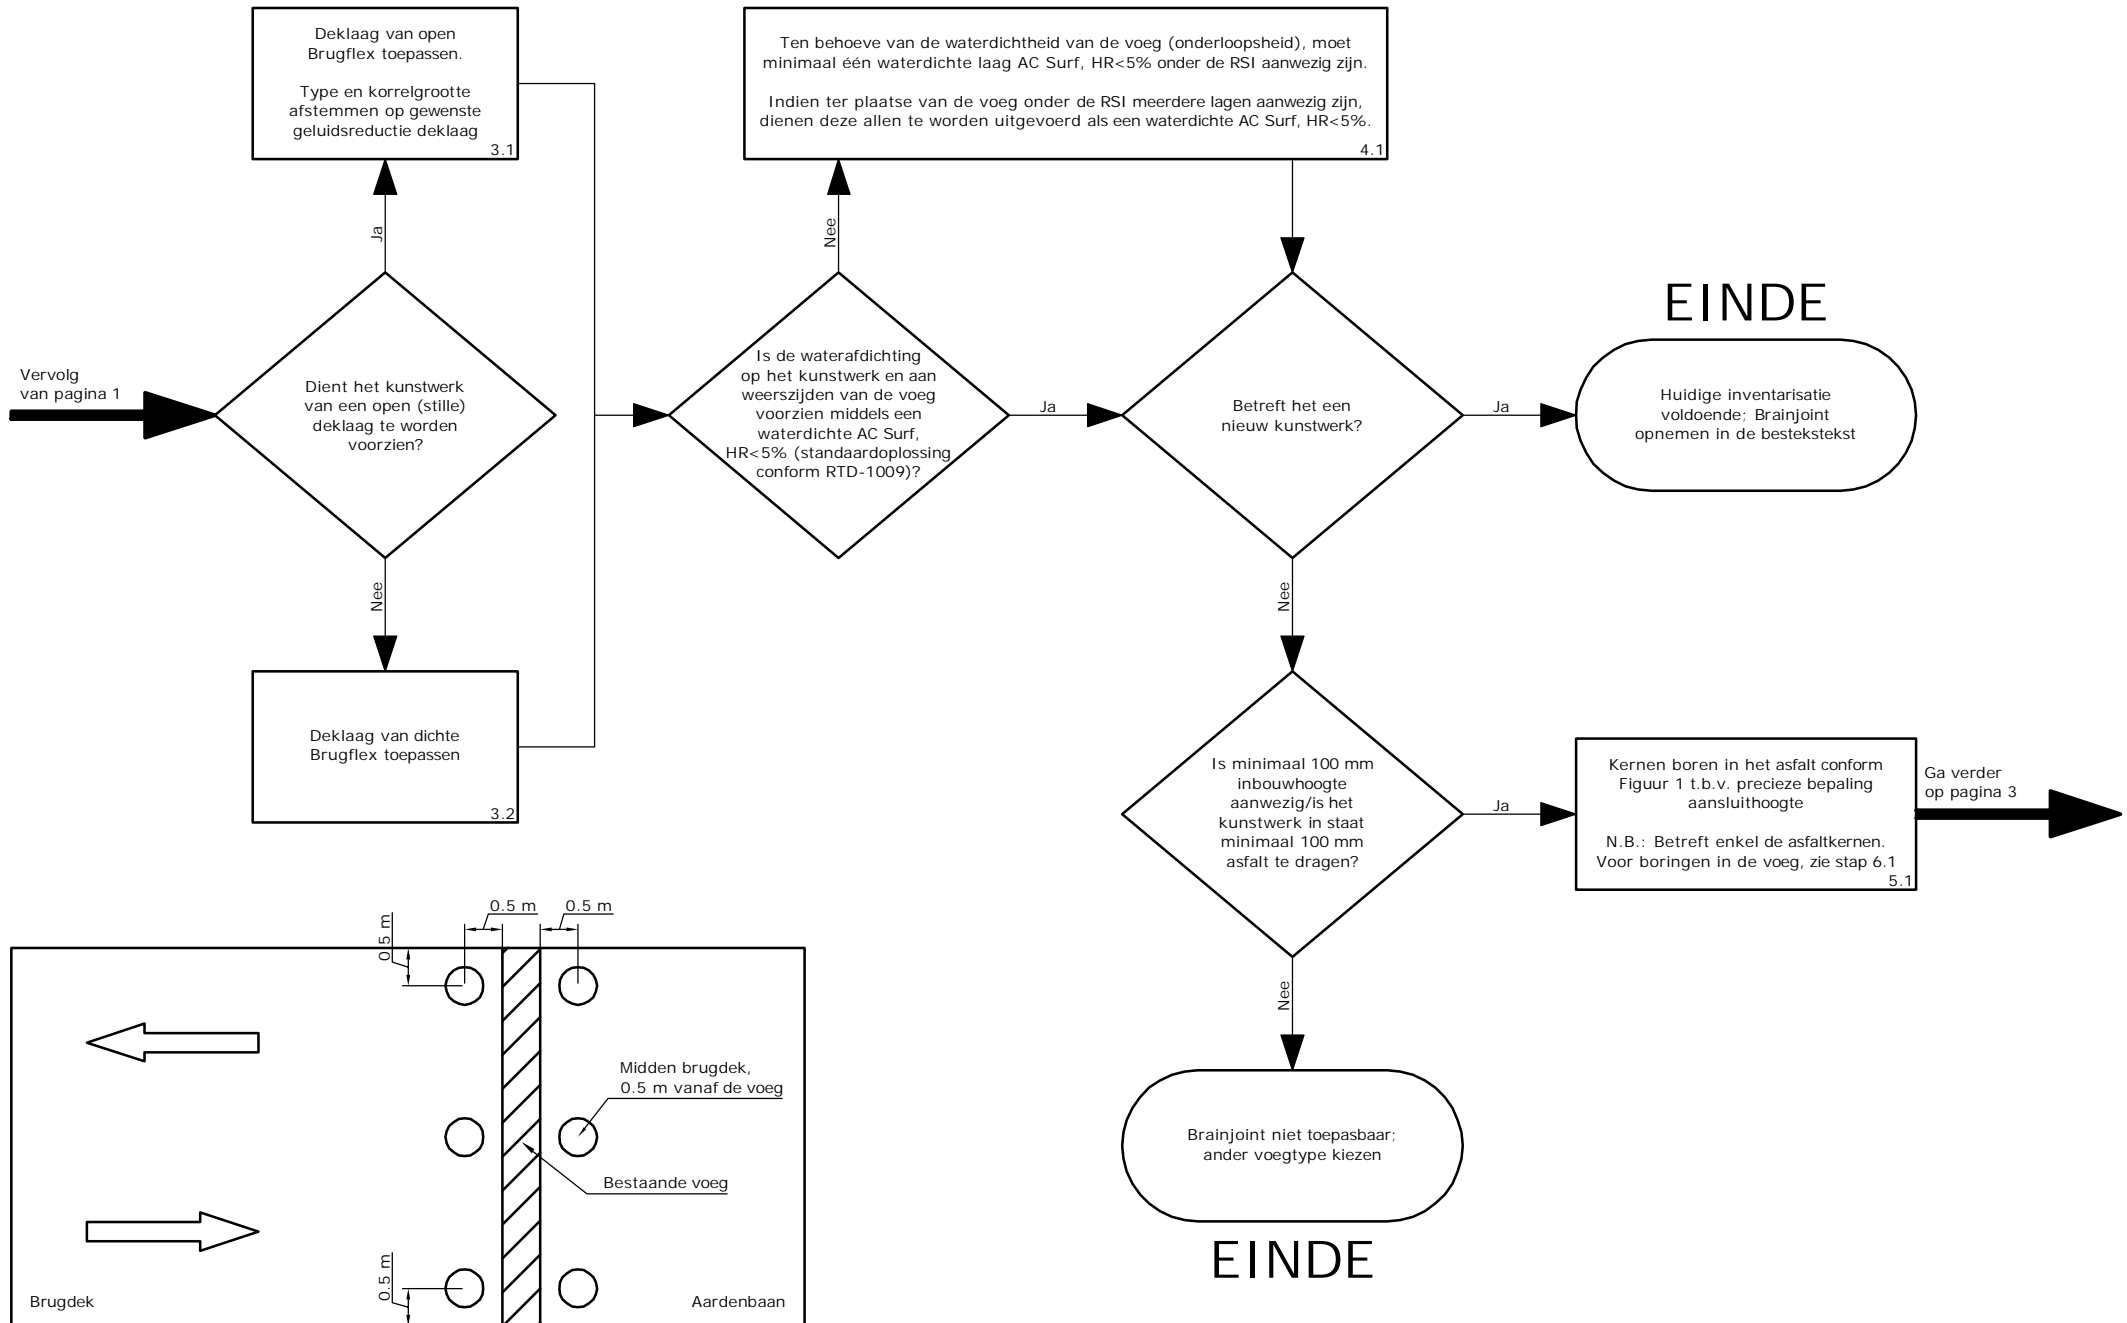 Deklaag van open
Brugflex toepassen.
Type en korrelgrootte
afstemmen op gewenste
geluidsreductie deklaag
3.1
Ten behoeve van de waterdichtheid van de voeg (onderloopsheid), moet
minimaal één waterdichte laag AC Surf, HR<5% onder de RSI aanwezig zijn.
Indien ter plaatse van de voeg onder de RSI meerdere lagen aanwezig zijn,
dienen deze allen te worden uitgevoerd als een waterdichte AC Surf, HR<5%.
4.1
Ja
Nee
Vervolg
van pagina 1
Dient het kunstwerk
van een open (stille)
deklaag te worden
voorzien?
Is de waterafdichting
op het kunstwerk en aan
weerszijden van de voeg
voorzien middels een
waterdichte AC Surf,
HR<5% (standaardoplossing
conform RTD-1009)?
Ja
Betreft het een
nieuw kunstwerk?
Ja
EINDE
Huidige inventarisatie
voldoende; Brainjoint
opnemen in de bestekstekst
Nee
Nee
Deklaag van dichte
Brugflex toepassen
3.2
Is minimaal 100 mm
inbouwhoogte
aanwezig/is het
kunstwerk in staat
minimaal 100 mm
asfalt te dragen?
Ja
Kernen boren in het asfalt conform
Figuur 1 t.b.v. precieze bepaling
aansluithoogte
N.B.: Betreft enkel de asfaltkernen.
Voor boringen in de voeg, zie stap 6.1
5.1
Ga verder
op pagina 3
Nee
Brainjoint niet toepasbaar;
ander voegtype kiezen
EINDE
0.5 m
0.5 m
0.5 m
Midden brugdek,
0.5 m vanaf de voeg
Bestaande voeg
0.5 m
Brugdek
Aardenbaan